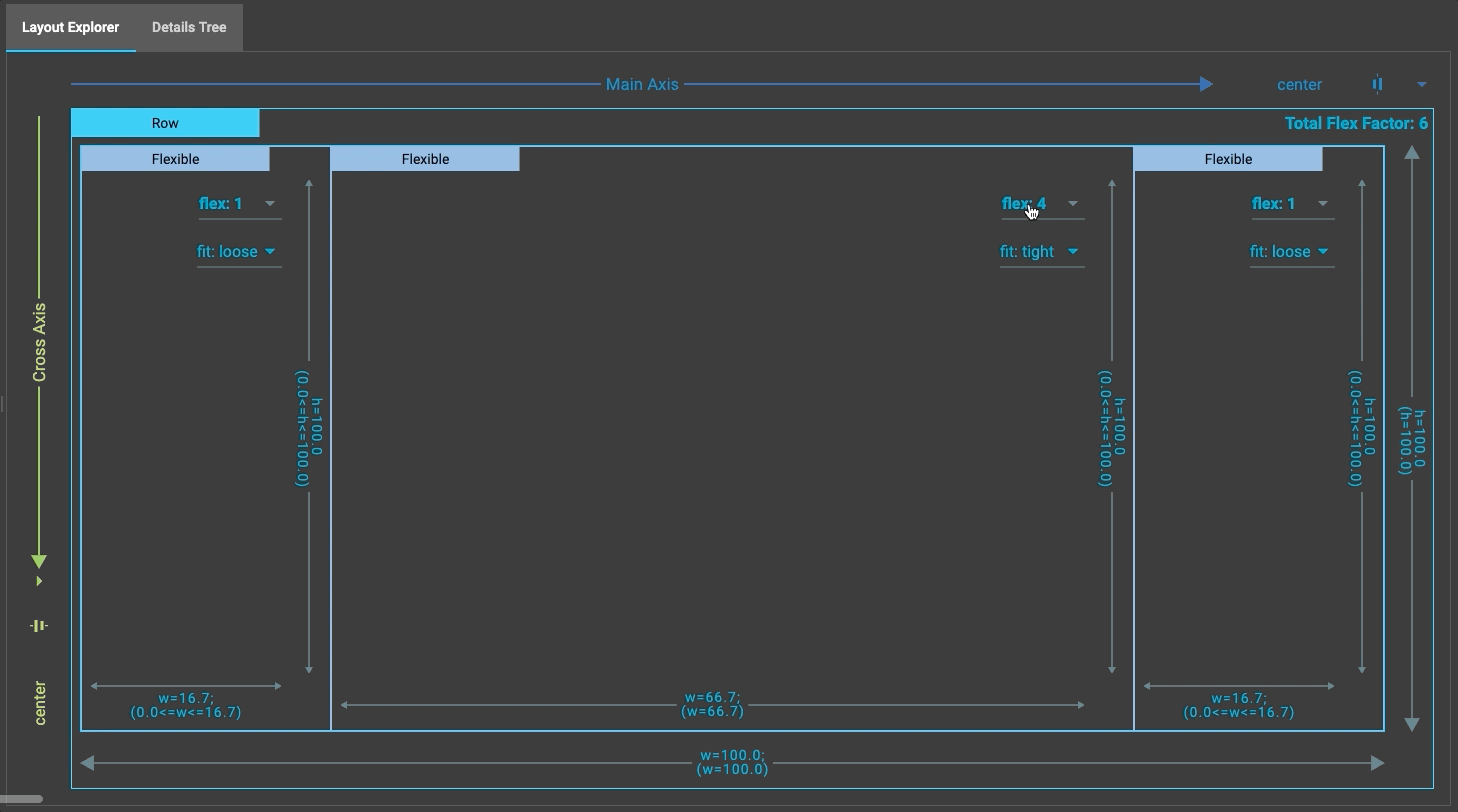 Layout Explorer
Details Tree
Main Axis
center
Row
Total Flex Factor: 6
Flexible
Flexible
Flexible
flex: 1
flex: 4
flex: 1
fit: loose
fit: tight
fit: loose
Cross Axis
h=100.0
(0.0<=h<=100.0)
h=100.0
(0.0<=h<=100.0)
h=100.0
(0.0<=h<=100.0)
h=100.0
(h=100.0)
center
w=16.7;
(0.0<=w<=16.7)
w=66.7;
(w=66.7)
w=16.7;
(0.0<=w<=16.7)
w=100.0;
(w=100.0)